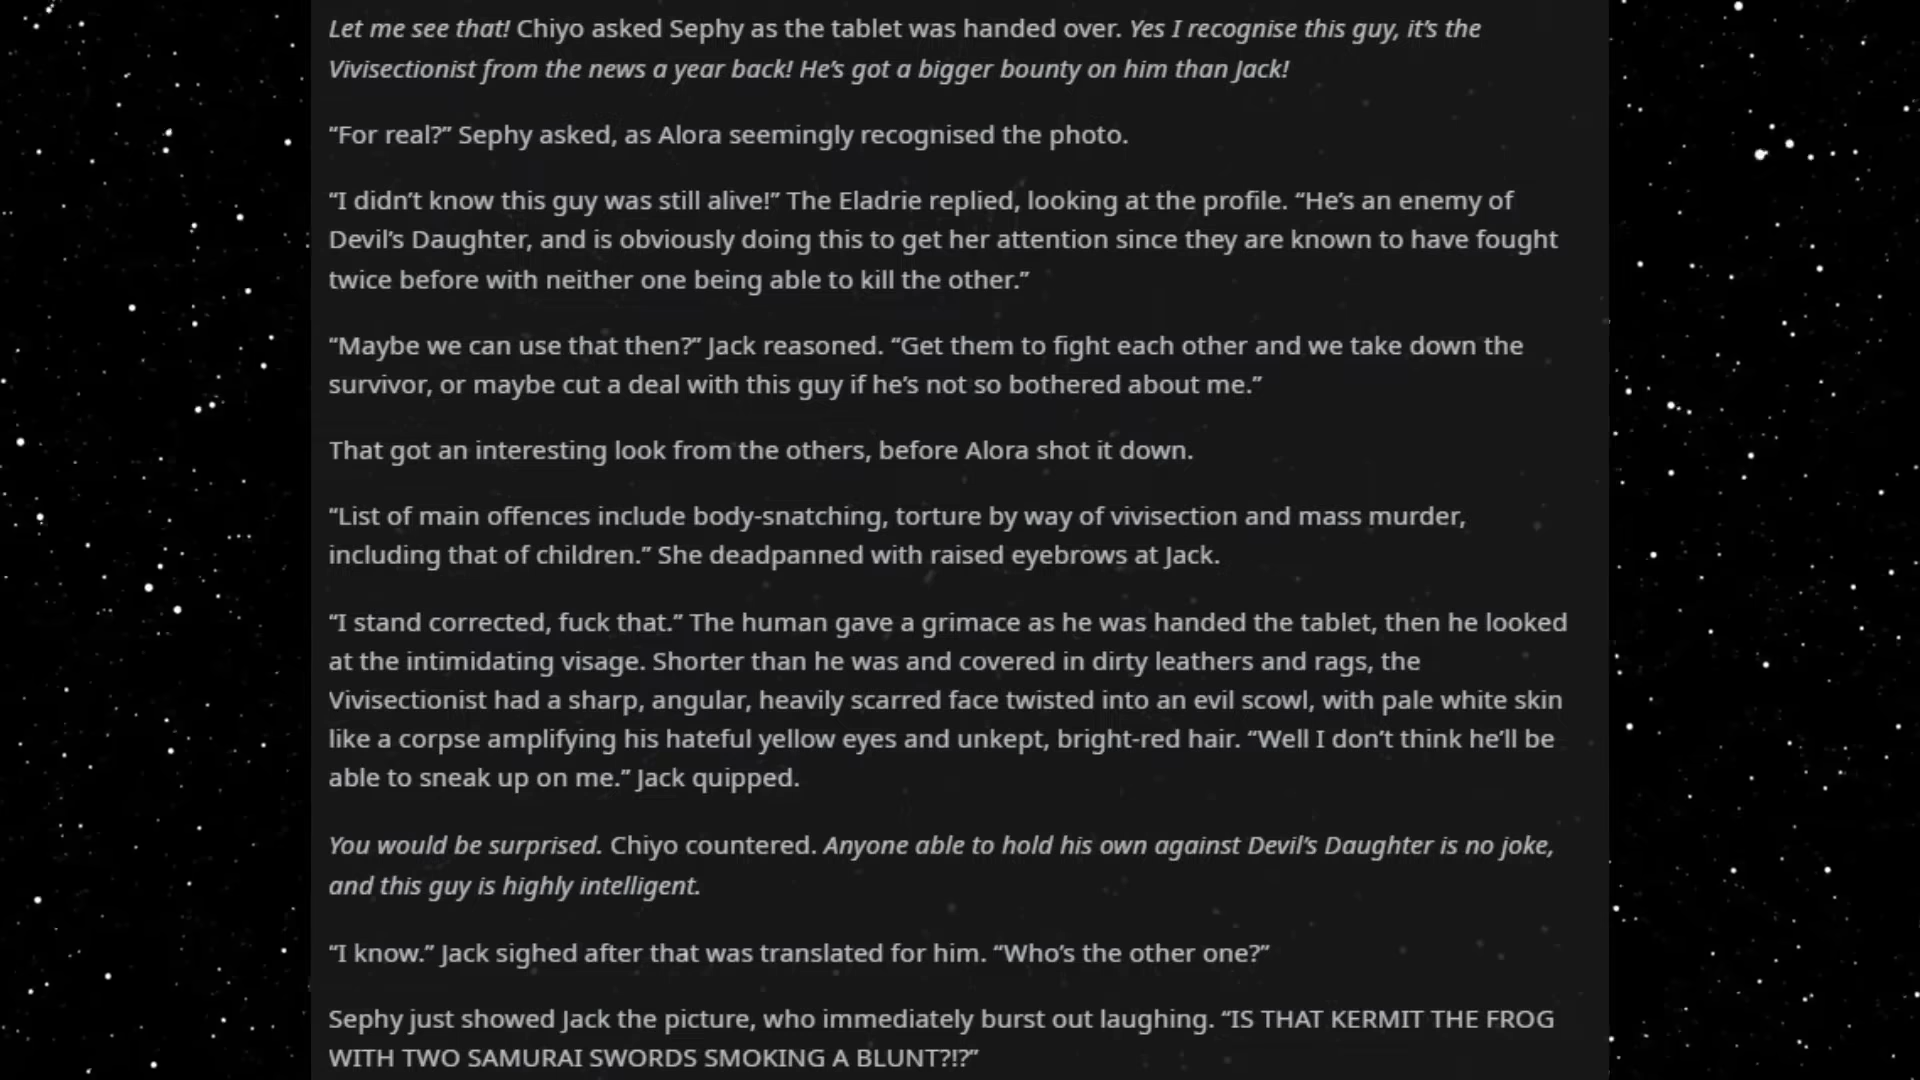 Let me see that! Chiyo asked Sephy as the tablet was handed over. Yes I recognise this guy, it’s the
Vivisectionist from the news a year back! He’s got a bigger bounty on him than Jack!
“For real?” Sephy asked, as Alora seemingly recognised the photo.
“I didn’t know this guy was still alive!” The Eladrie replied, looking at the profile. “He’s an enemy of
Devil’s Daughter, and is obviously doing this to get her attention since they are known to have fought
twice before with neither one being able to kill the other.”
“Maybe we can use that then?” Jack reasoned. “Get them to fight each other and we take down the
survivor, or maybe cut a deal with this guy if he’s not so bothered about me.”
That got an interesting look from the others, before Alora shot it down.
“List of main offences include body-snatching, torture by way of vivisection and mass murder,
including that of children.” She deadpanned with raised eyebrows at Jack.
“I stand corrected, fuck that.” The human gave a grimace as he was handed the tablet, then he looked
at the intimidating visage. Shorter than he was and covered in dirty leathers and rags, the
Vivisectionist had a sharp, angular, heavily scarred face twisted into an evil scowl, with pale white skin
like a corpse amplifying his hateful yellow eyes and unkept, bright-red hair. “Well I don’t think he’ll be
able to sneak up on me.” Jack quipped.
You would be surprised. Chiyo countered. Anyone able to hold his own against Devil’s Daughter is no joke,
and this guy is highly intelligent.
“I know.” Jack sighed after that was translated for him. “Who’s the other one?”
Sephy just showed Jack the picture, who immediately burst out laughing. “IS THAT KERMIT THE FROG
WITH TWO SAMURAI SWORDS SMOKING A BLUNT?!?”